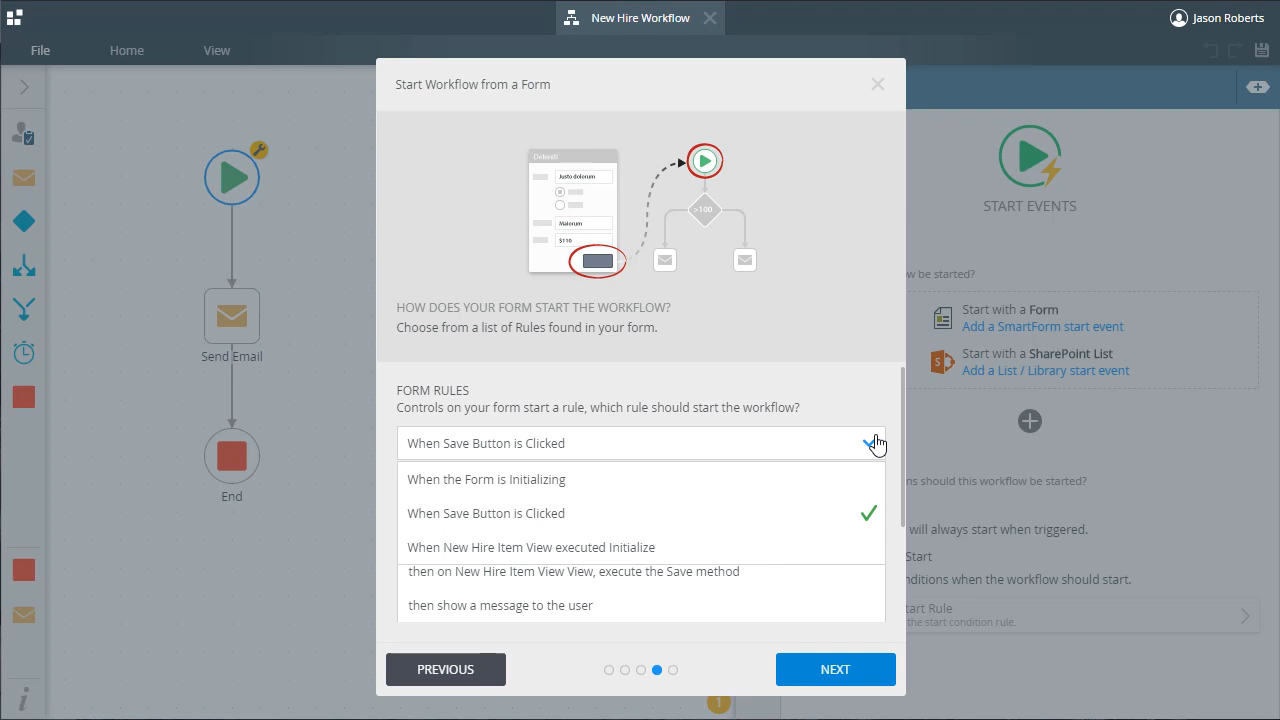 New Hire Workflow
Jason Roberts
File
Home
View
Start Workflow from a Form
Deleniti
Justo dolorum
Maiorum
$110
>100
START EVENTS
HOW DOES YOUR FORM START THE WORKFLOW?
Choose from a list of Rules found in your form.
w be started?
Start with a Form
Add a SmartForm start event
Start with a SharePoint List
Add a List / Library start event
Send Email
FORM RULES
Controls on your form start a rule, which rule should start the workflow?
When Save Button is Clicked
When the Form is Initializing
When Save Button is Clicked
When New Hire Item View executed Initialize
then on New Hire Item View View, execute the Save method
then show a message to the user
End
ns should this workflow be started?
will always start when triggered.
Start
nditions when the workflow should start.
tart Rule
the start condition rule.
PREVIOUS
NEXT
i
1